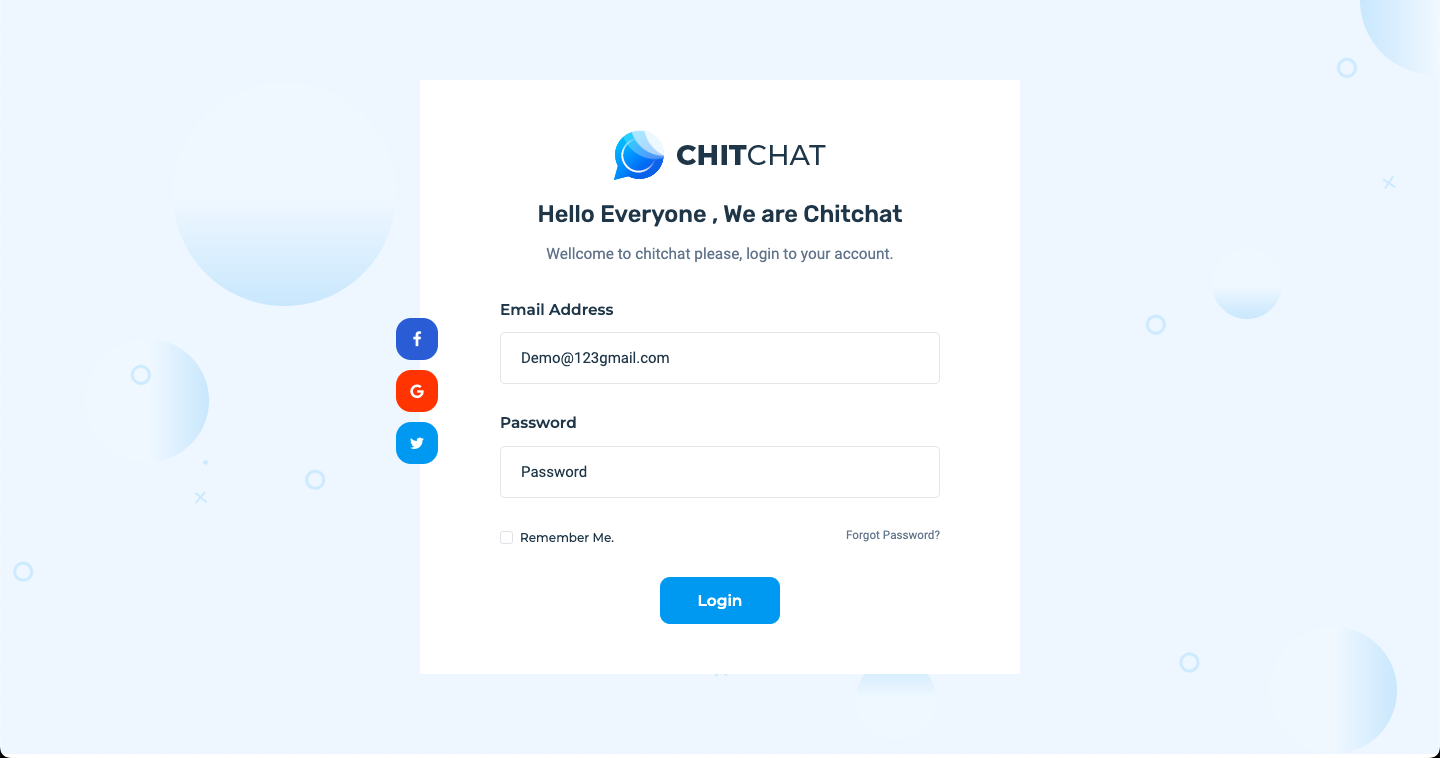 CHITCHAT
Hello Everyone , We are Chitchat
Wellcome to chitchat please, login to your account.
Email Address
Demo@123gmail.com
Password
Password
Remember Me.
Forgot Password?
Login